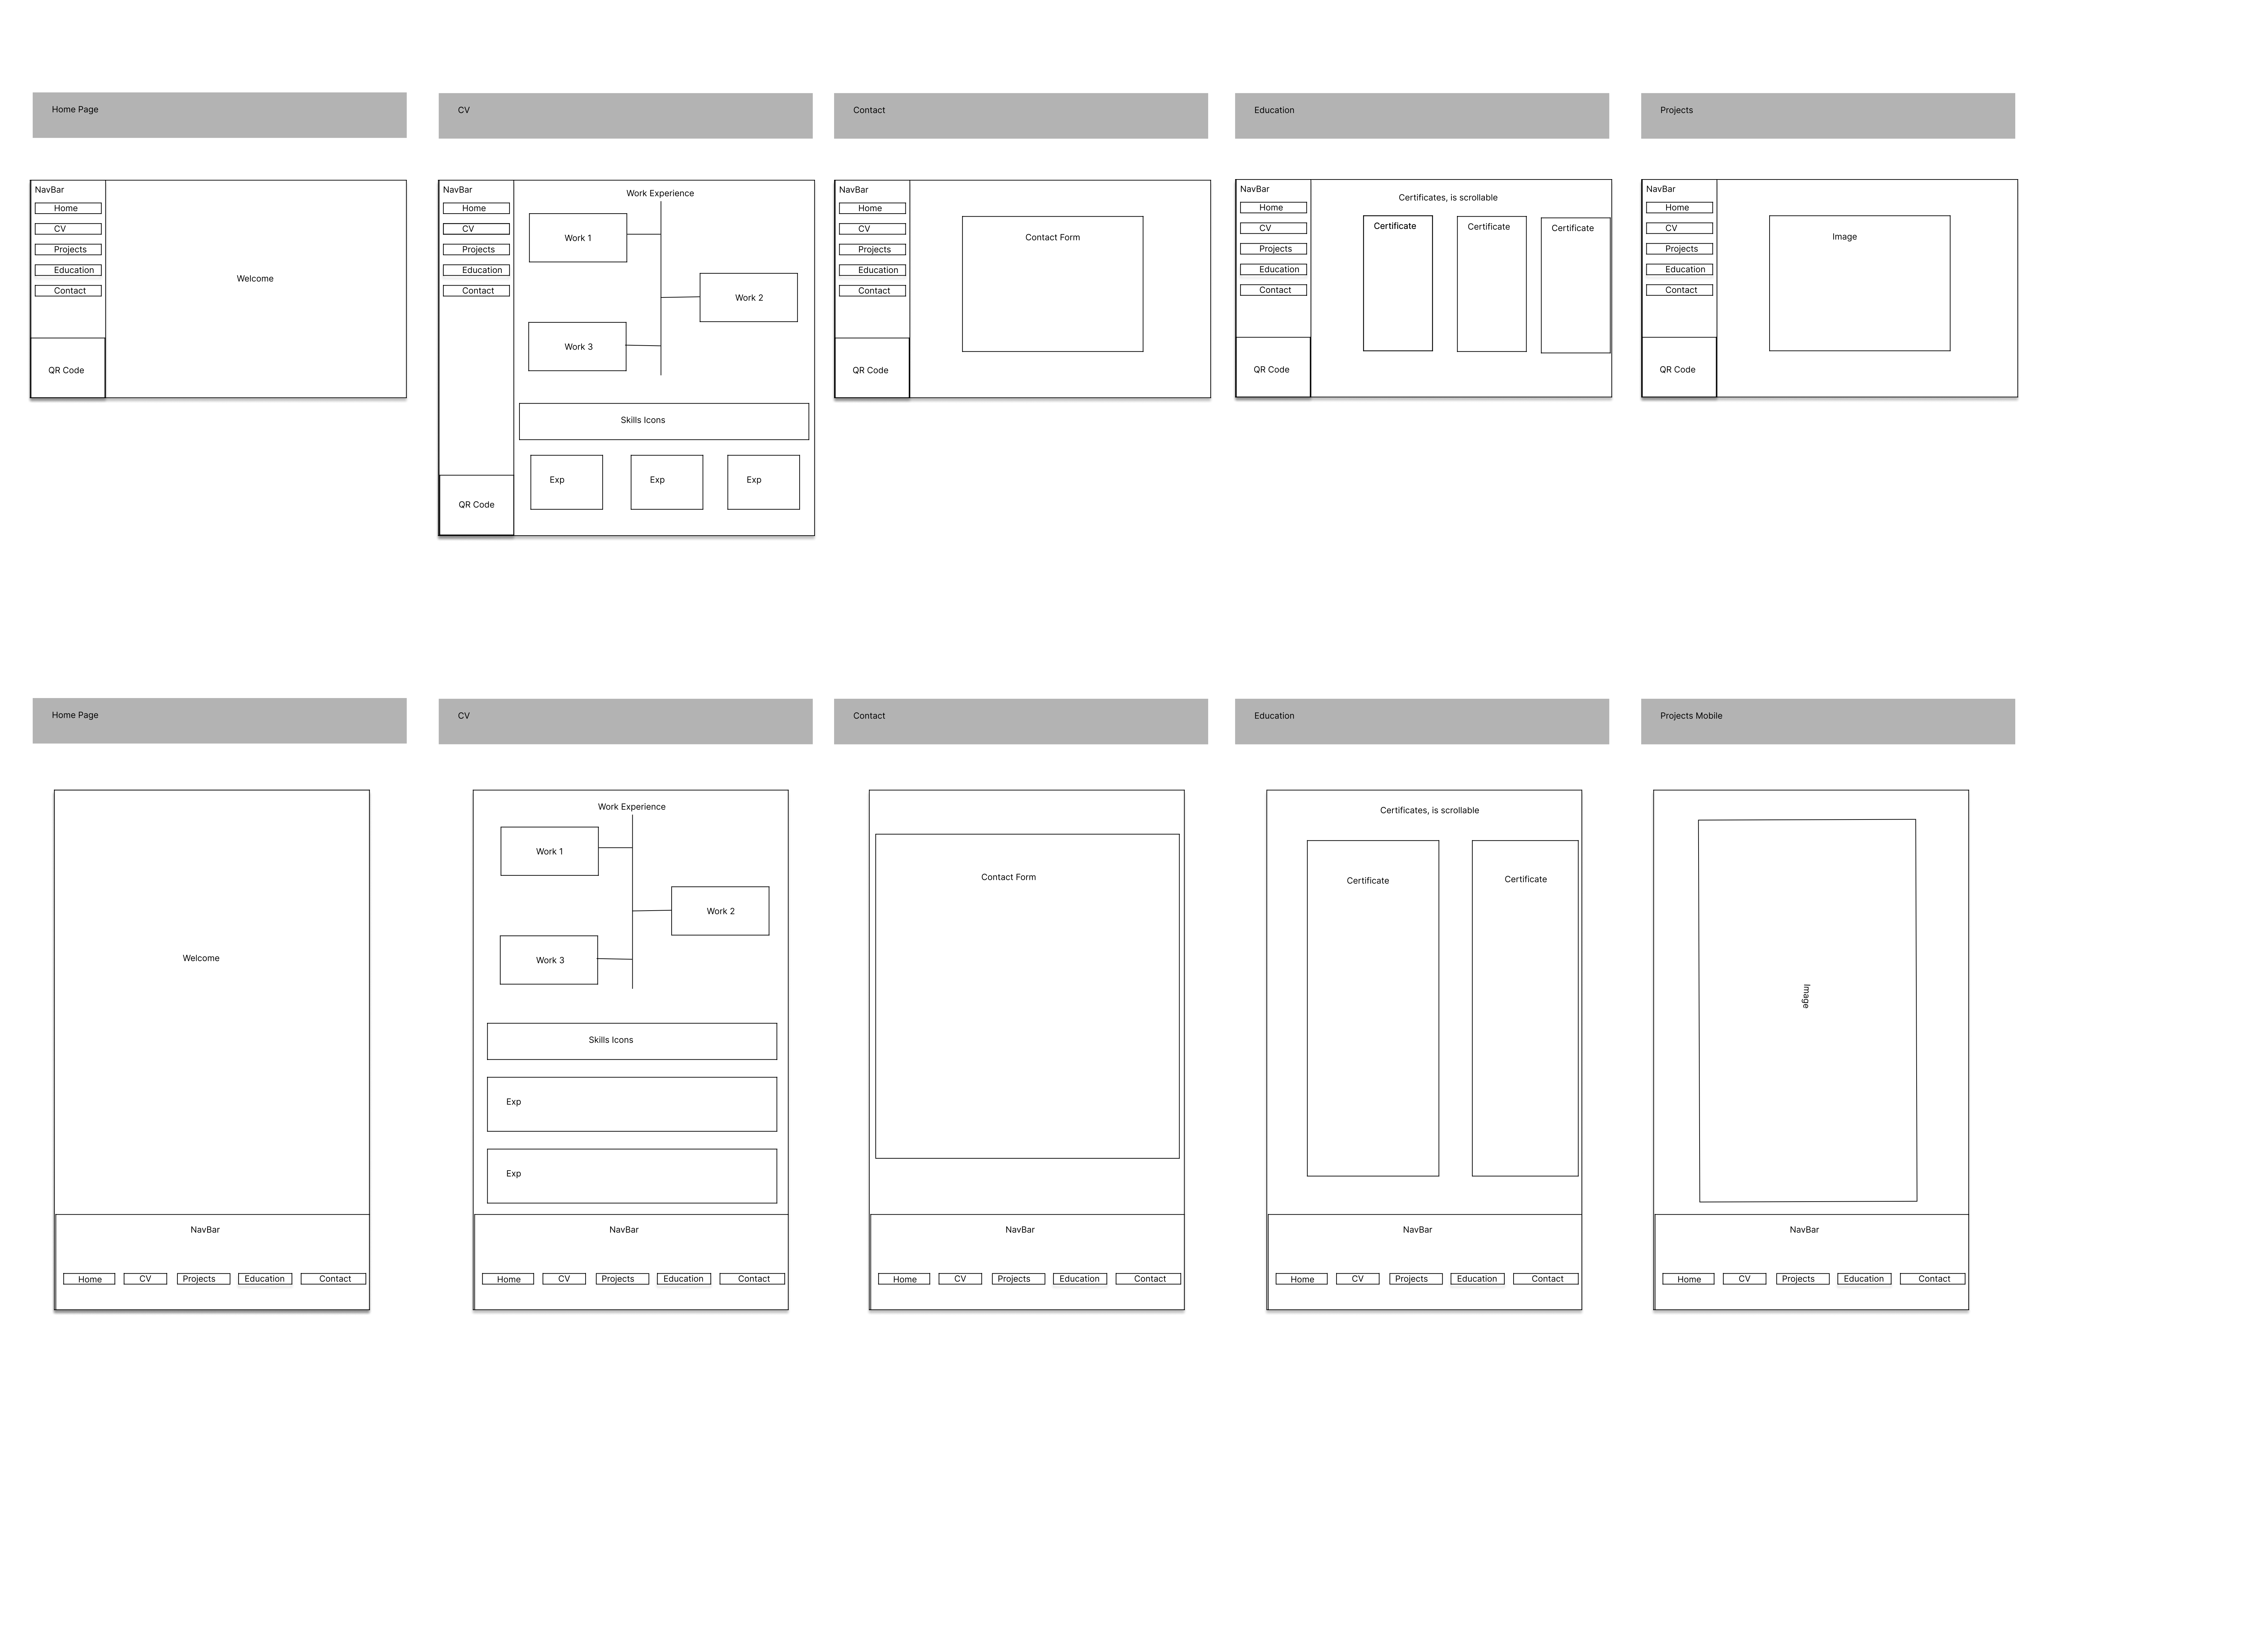 Home Page
CV
Contact
Education
Projects
NavBar
Home
CV
Projects
Education
Contact
QR Code
Welcome
NavBar
Home
CV
Projects
Education
Contact
QR Code
Work Experience
Work 1
Work 2
Work 3
Skills Icons
Exp
Exp
Exp
NavBar
Home
CV
Projects
Education
Contact
QR Code
Contact Form
NavBar
Home
CV
Projects
Education
Contact
QR Code
Certificates, is scrollable
Certificate
Certificate
Certificate
NavBar
Home
CV
Projects
Education
Contact
QR Code
Image
Home Page
CV
Contact
Education
Projects Mobile
Welcome
NavBar
Home
CV
Projects
Education
Contact
Work Experience
Work 1
Work 2
Work 3
Skills Icons
Exp
Exp
NavBar
Home
CV
Projects
Education
Contact
Contact Form
NavBar
Home
CV
Projects
Education
Contact
Certificates, is scrollable
Certificate
Certificate
NavBar
Home
CV
Projects
Education
Contact
Image
NavBar
Home
CV
Projects
Education
Contact